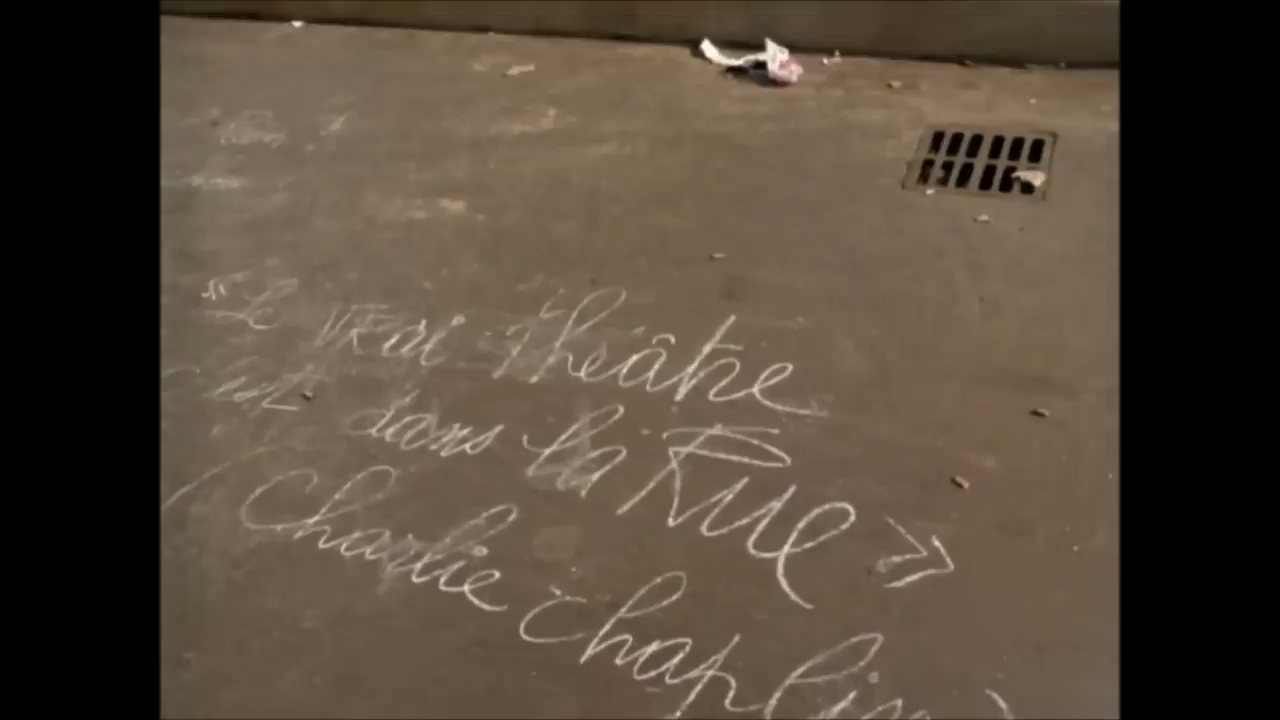 "Le vrai théâtre
est dans la Rue »
(Charlie chaplin)